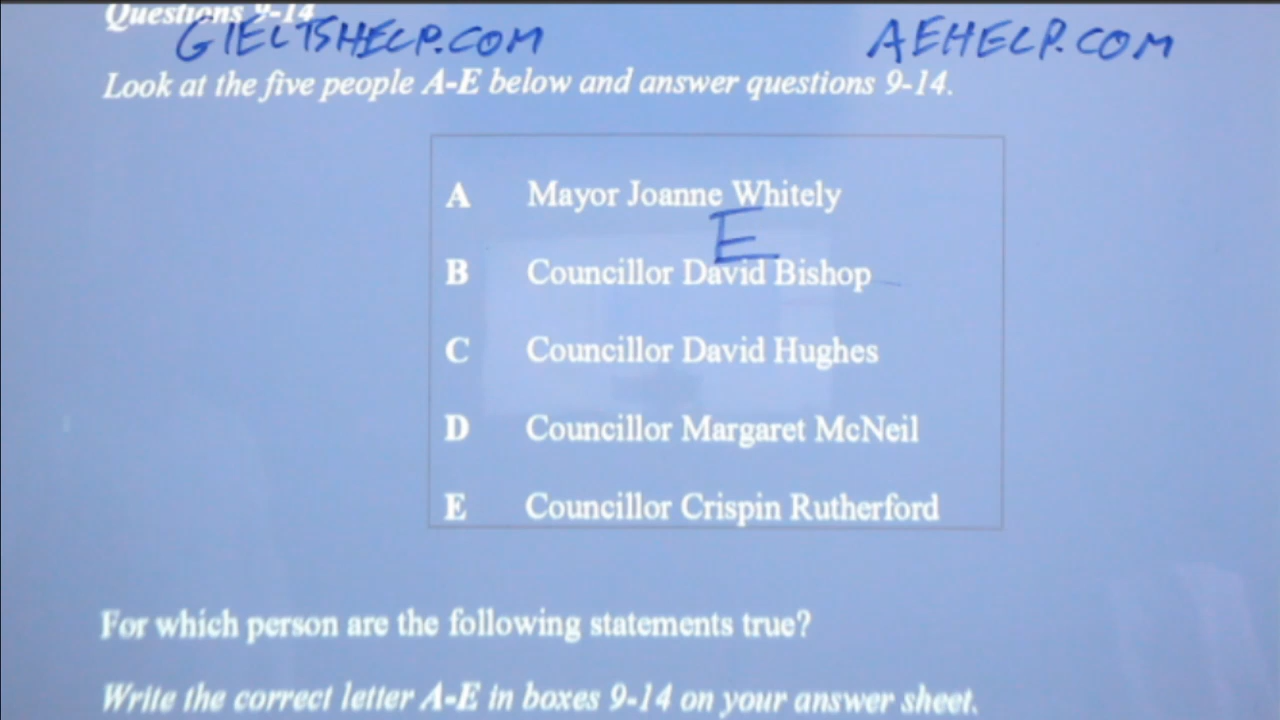 Questions 9-14
GIELTSHELP.COM AEHELP.COM
Look at the five people A-E below and answer questions 9-14.
A Mayor Joanne Whitely
E
B Councillor David Bishop
C Councillor David Hughes
D Councillor Margaret McNeil
E Councillor Crispin Rutherford
For which person are the following statements true?
Write the correct letter A-E in boxes 9-14 on your answer sheet.